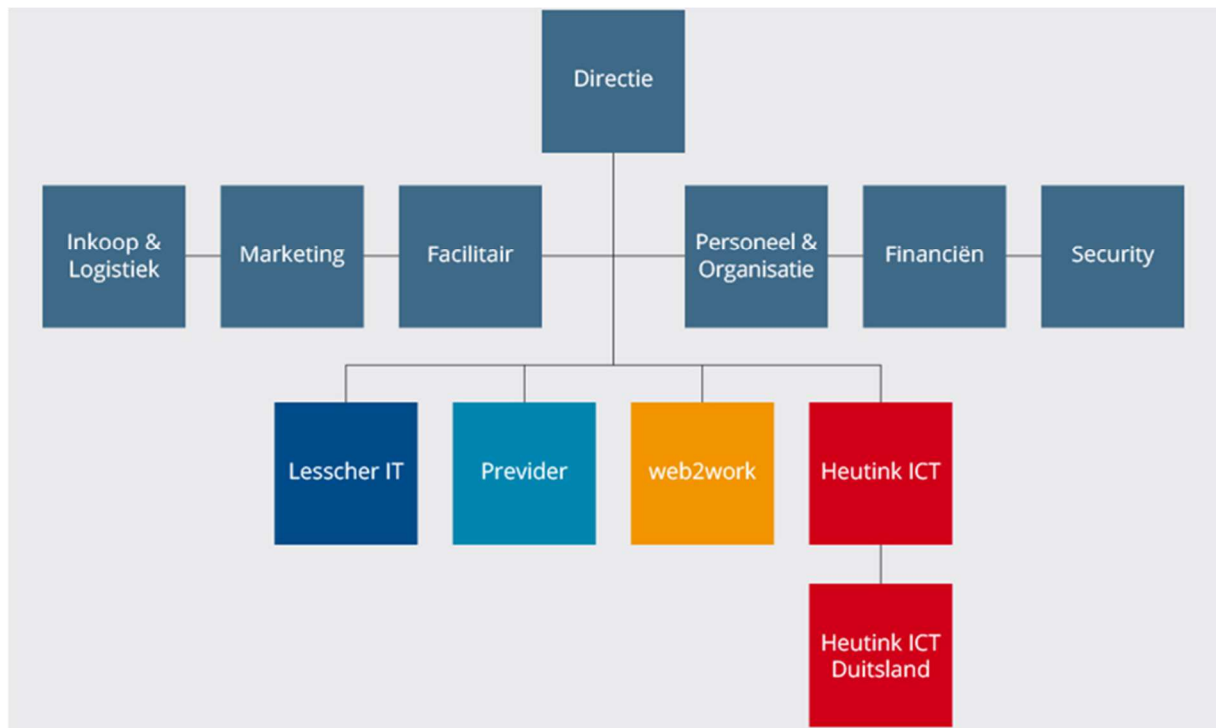 Directie
Inkoop &
Logistiek
Marketing
Facilitair
Personeel &
Organisatie
Financiën
Security
Lesscher IT
Previder
web2work
Heutink ICT
Heutink ICT
Duitsland